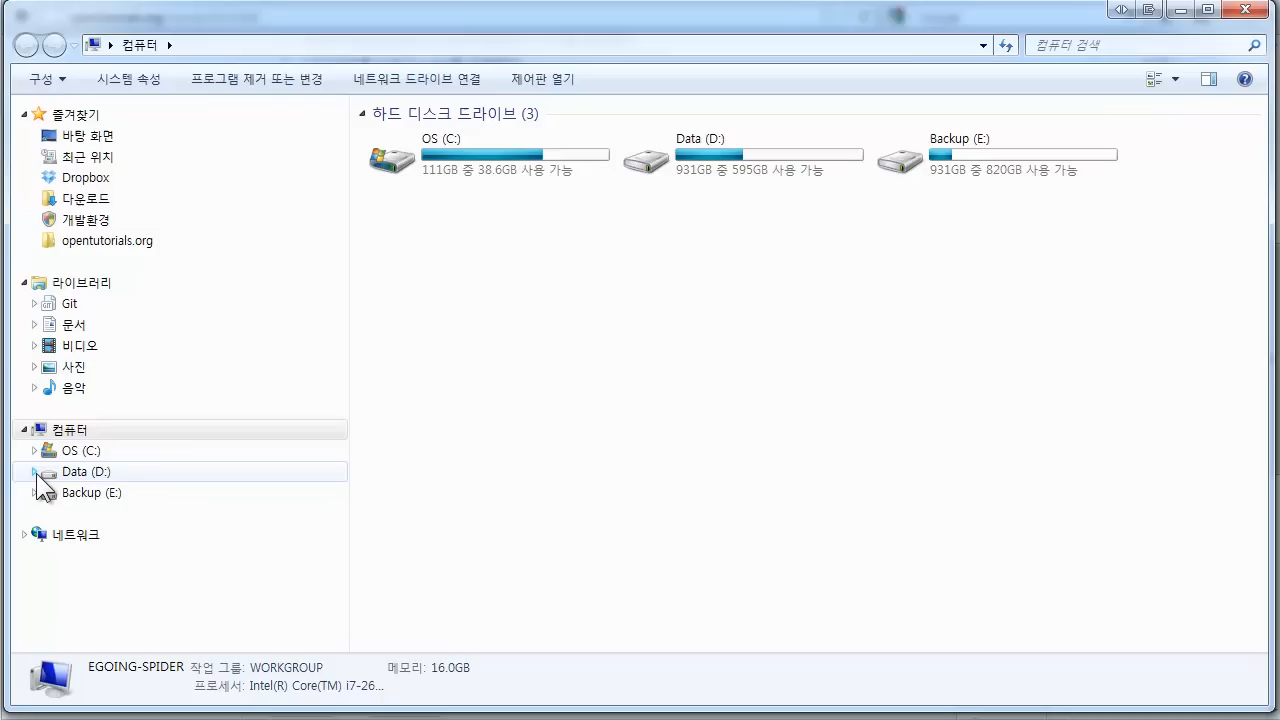 컴퓨터
컴퓨터 검색
구성 시스템 속성 프로그램 제거 또는 변경 네트워크 드라이브 연결 제어판 열기
즐겨찾기
바탕 화면
최근 위치
Dropbox
다운로드
개발환경
opentutorials.org
라이브러리
Git
문서
비디오
사진
음악
컴퓨터
OS (C:)
Data (D:)
Backup (E:)
네트워크
하드 디스크 드라이브 (3)
OS (C:)
111GB 중 38.6GB 사용 가능
Data (D:)
931GB 중 595GB 사용 가능
Backup (E:)
931GB 중 820GB 사용 가능
EGOING-SPIDER 작업 그룹: WORKGROUP 메모리: 16.0GB
프로세서: Intel(R) Core(TM) i7-26...